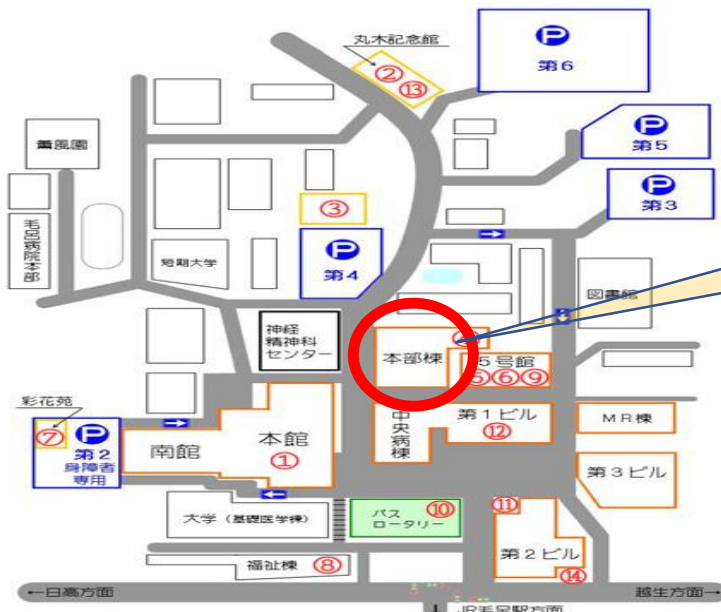 丸木記念館
②
⑬
P
第6
P
第5
P
第3
薫風園
③
毛呂病院本部
短期大学
P
第4
図書館
神経
精神科
センター
本部棟
5号館
⑤⑥⑨
彩花苑
⑦
P
第2
身障者
専用
南館
本館
①
中央病棟
第1ビル
⑫
MR棟
第3ビル
大学(基礎医学棟)
バス
ロータリー
⑩
⑪
第2ビル
⑭
福祉棟
⑧
←日高方面
越生方面→
JR毛呂駅方面